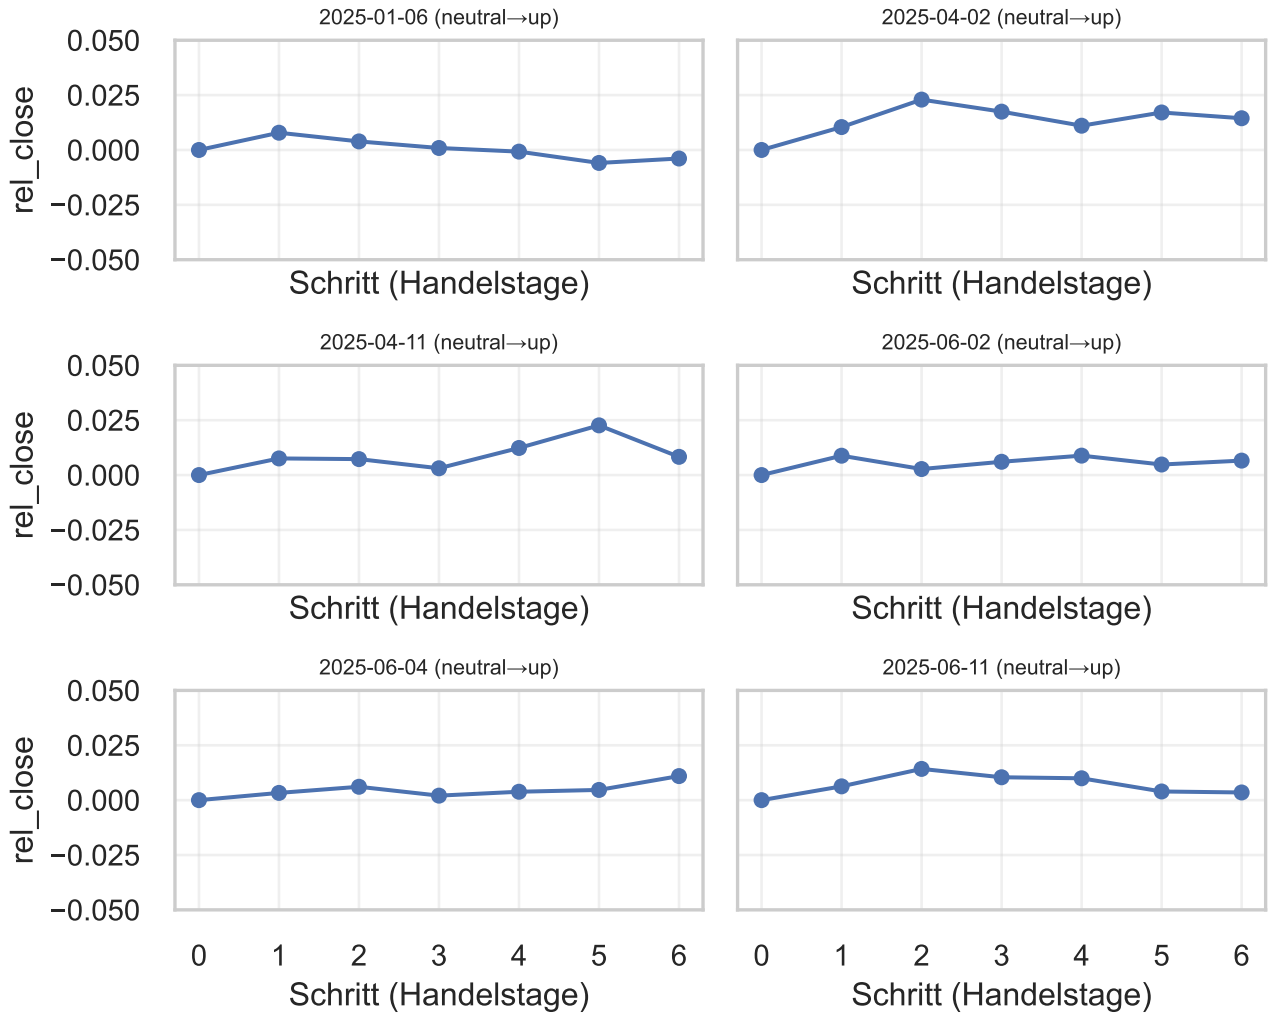 2025-01-06 (neutral→up)
2025-04-02 (neutral→up)
0.050
0.025
0.000
−0.025
−0.050
rel_close
Schritt (Handelstage)
Schritt (Handelstage)
2025-04-11 (neutral→up)
2025-06-02 (neutral→up)
0.050
0.025
0.000
−0.025
−0.050
rel_close
Schritt (Handelstage)
Schritt (Handelstage)
2025-06-04 (neutral→up)
2025-06-11 (neutral→up)
0.050
0.025
0.000
−0.025
−0.050
rel_close
0 1 2 3 4 5 6
0 1 2 3 4 5 6
Schritt (Handelstage)
Schritt (Handelstage)